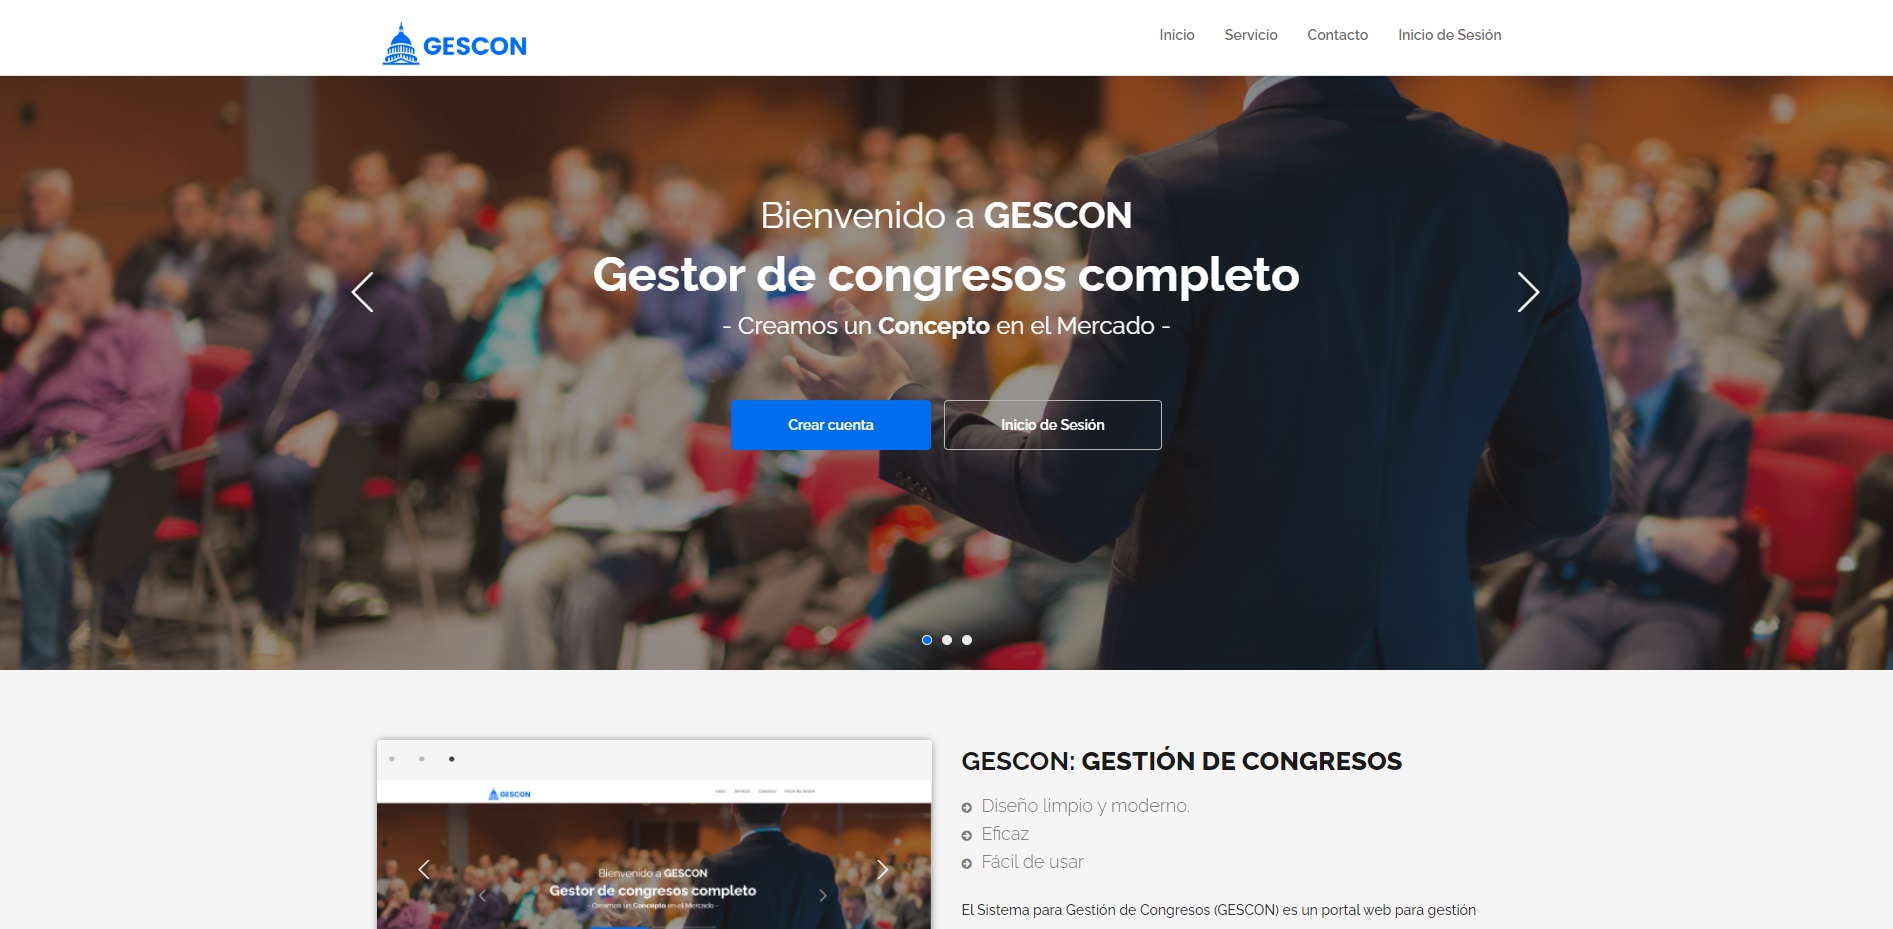 GESCON
Inicio Servicio Contacto Inicio de Sesión
Bienvenido a GESCON
Gestor de congresos completo
- Creamos un Concepto en el Mercado -
Crear cuenta
Inicio de Sesión
GESCON
Inicio Servicio Contacto Inicio de Sesión
Bienvenido a GESCON
Gestor de congresos completo
- Creamos un Concepto en el Mercado -
GESCON: GESTIÓN DE CONGRESOS
Diseño limpio y moderno.
Eficaz
Fácil de usar
El Sistema para Gestión de Congresos (GESCON) es un portal web para gestión